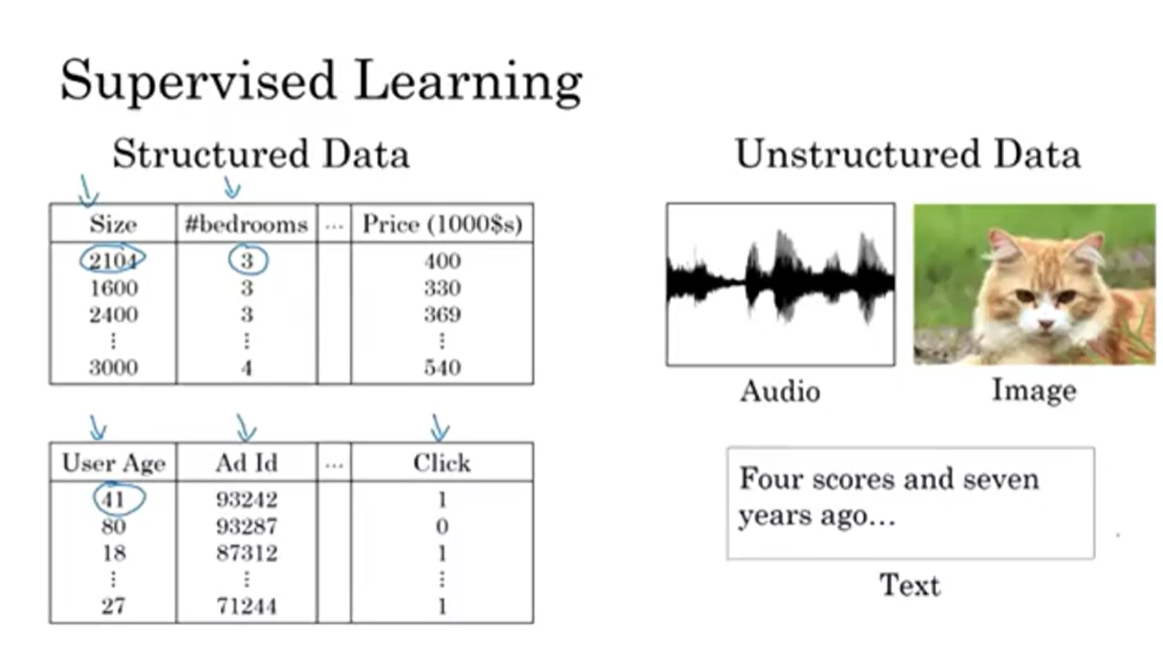 Supervised Learning
Structured Data
Size #bedrooms ... Price (1000$s)
2104 3 400
1600 3 330
2400 3 369
⋮ ⋮ ⋮
3000 4 540
User Age Ad Id ... Click
41 93242 1
80 93287 0
18 87312 1
⋮ ⋮ ⋮
27 71244 1
Unstructured Data
Audio
Image
Four scores and seven
years ago...
Text